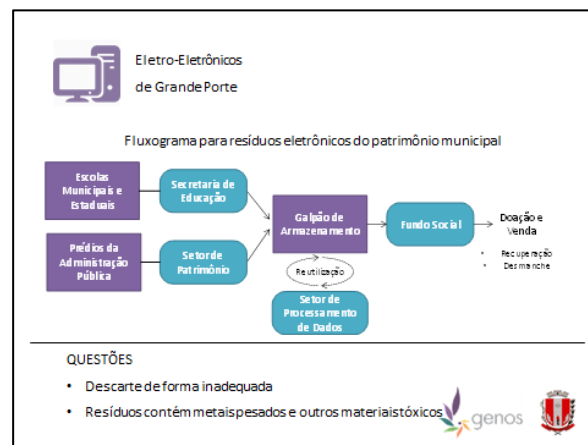 Eletro-Eletrônicos
de Grande Porte
Fluxograma para resíduos eletrônicos do patrimônio municipal
Escolas
Municipais e
Estaduais
Secretaria de
Educação
Galpão de
Armazenamento
Fundo Social
Doação e
Venda
• Recuperação
• Desmanche
Prédios da
Administração
Pública
Setor de
Patrimônio
Reutilização
Setor de
Processamento
de Dados
QUESTÕES
• Descarte de forma inadequada
• Resíduos contém metais pesados e outros materiais tóxicos
genos